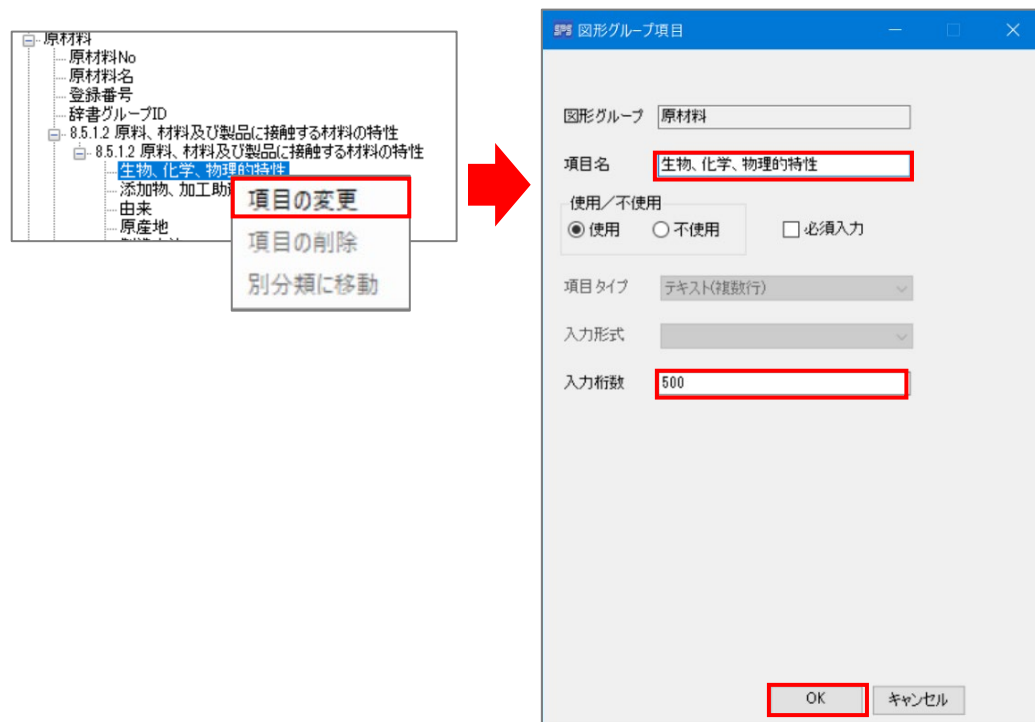 原材料
原材料No
原材料名
登録番号
辞書グループID
8.5.1.2 原料、材料及び製品に接触する材料の特性
8.5.1.2 原料、材料及び製品に接触する材料の特性
生物、化学、物理的特性
添加物、加工助
由来
原産地
項目の変更
項目の削除
別分類に移動
SPS 図形グループ項目
図形グループ 原材料
項目名 生物、化学、物理的特性
使用／不使用
使用 不使用 必須入力
項目タイプ テキスト(複数行)
入力形式
入力桁数 500
OK キャンセル